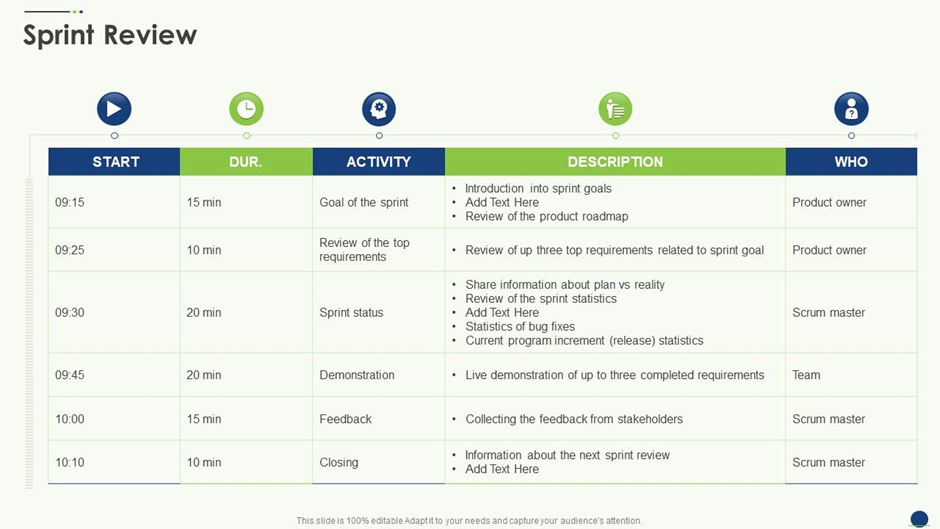 Sprint Review
START DUR. ACTIVITY DESCRIPTION WHO
09:15 15 min Goal of the sprint
• Introduction into sprint goals
• Add Text Here
• Review of the product roadmap
Product owner
09:25 10 min
Review of the top
requirements
• Review of up three top requirements related to sprint goal
Product owner
09:30 20 min Sprint status
• Share information about plan vs reality
• Review of the sprint statistics
• Add Text Here
• Statistics of bug fixes
• Current program increment (release) statistics
Scrum master
09:45 20 min Demonstration
• Live demonstration of up to three completed requirements
Team
10:00 15 min Feedback
• Collecting the feedback from stakeholders
Scrum master
10:10 10 min Closing
• Information about the next sprint review
• Add Text Here
Scrum master
This slide is 100% editable Adapt it to your needs and capture your audience's attention.